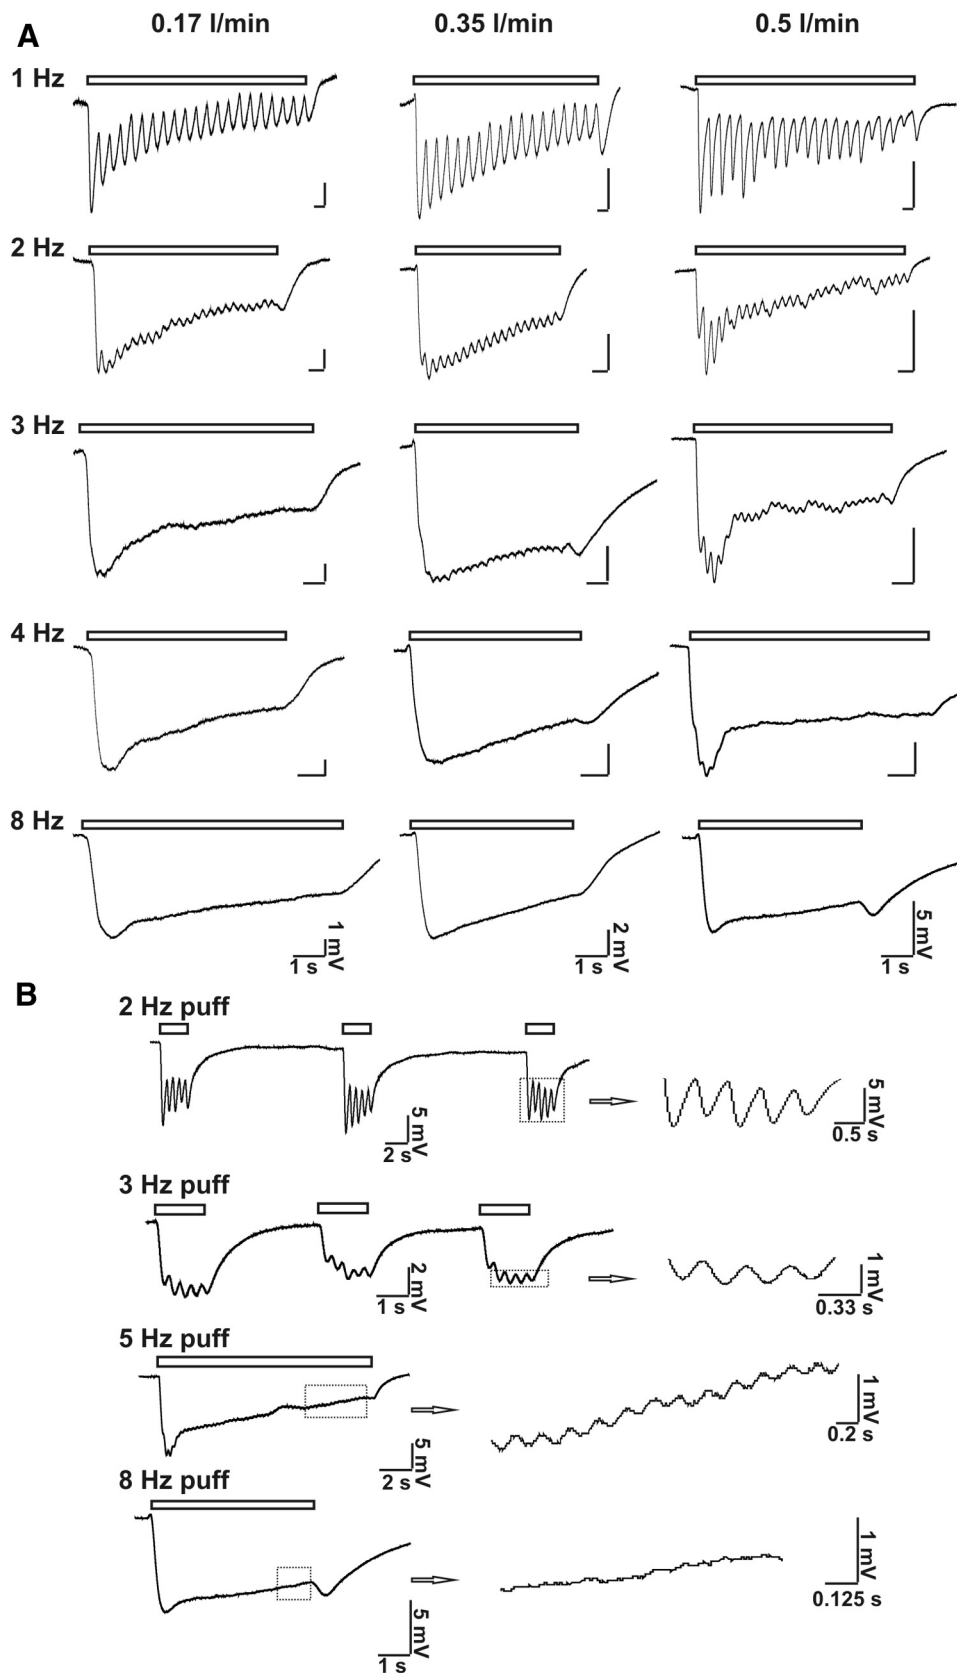 A
0.17 l/min 0.35 l/min 0.5 l/min
1 Hz
2 Hz
3 Hz
4 Hz
8 Hz
1 mV
1 s
2 mV
1 s
5 mV
1 s
B
2 Hz puff
5 mV
2 s
5 mV
0.5 s
3 Hz puff
2 mV
1 s
1 mV
0.33 s
5 Hz puff
5 mV
2 s
1 mV
0.2 s
8 Hz puff
5 mV
1 s
1 mV
0.125 s